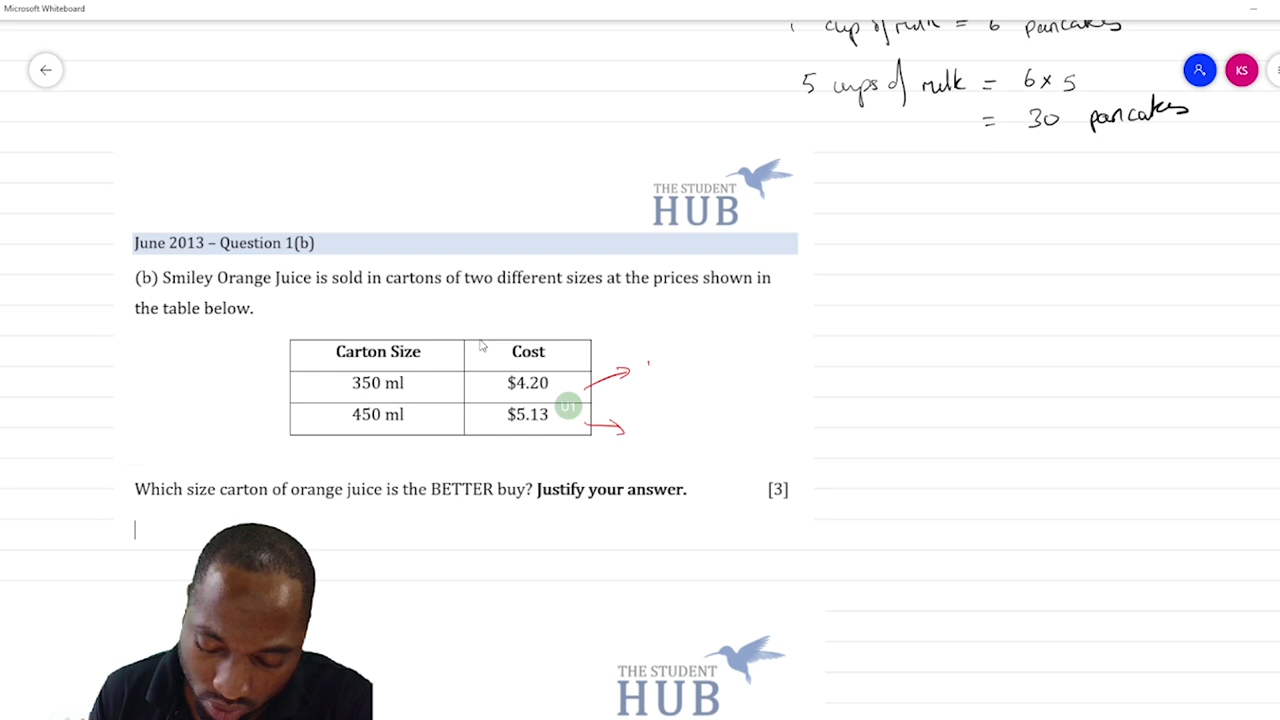 Microsoft Whiteboard
1 cup of milk = 6 pancakes
5 cups of milk = 6 × 5
= 30 pancakes
KS
THE STUDENT
HUB
June 2013 – Question 1(b)
(b) Smiley Orange Juice is sold in cartons of two different sizes at the prices shown in
the table below.
Carton Size Cost
350 ml $4.20
450 ml $5.13
U1
Which size carton of orange juice is the BETTER buy? Justify your answer. [3]
THE STUDENT
HUB